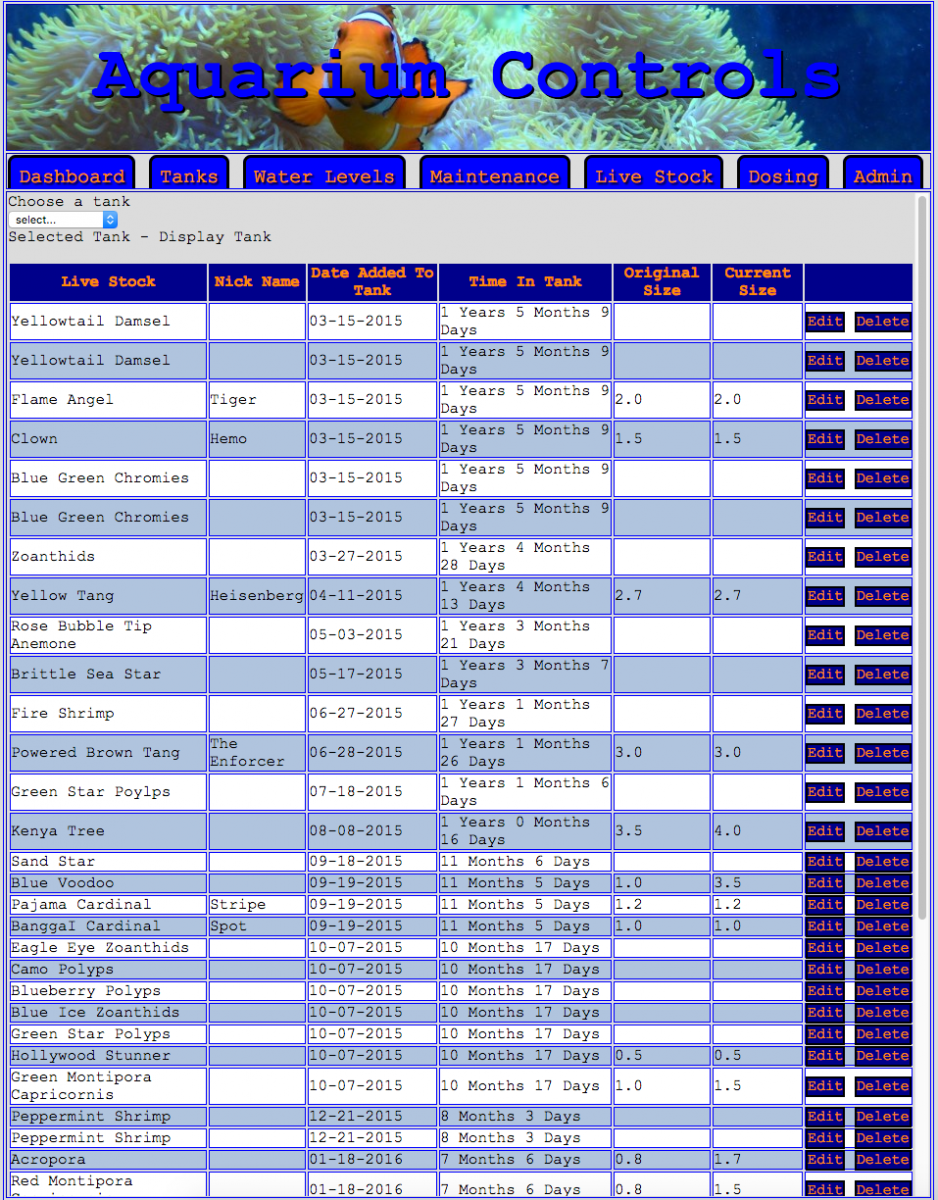 Aquarium Controls
Dashboard Tanks Water Levels Maintenance Live Stock Dosing Admin
Choose a tank
select...
Selected Tank - Display Tank
Live Stock Nick Name Date Added To Tank Time In Tank Original Size Current Size
Yellowtail Damsel 03-15-2015 1 Years 5 Months 9 Days Edit Delete
Yellowtail Damsel 03-15-2015 1 Years 5 Months 9 Days Edit Delete
Flame Angel Tiger 03-15-2015 1 Years 5 Months 9 Days 2.0 2.0 Edit Delete
Clown Hemo 03-15-2015 1 Years 5 Months 9 Days 1.5 1.5 Edit Delete
Blue Green Chromies 03-15-2015 1 Years 5 Months 9 Days Edit Delete
Blue Green Chromies 03-15-2015 1 Years 5 Months 9 Days Edit Delete
Zoanthids 03-27-2015 1 Years 4 Months 28 Days Edit Delete
Yellow Tang Heisenberg 04-11-2015 1 Years 4 Months 13 Days 2.7 2.7 Edit Delete
Rose Bubble Tip Anemone 05-03-2015 1 Years 3 Months 21 Days Edit Delete
Brittle Sea Star 05-17-2015 1 Years 3 Months 7 Days Edit Delete
Fire Shrimp 06-27-2015 1 Years 1 Months 27 Days Edit Delete
Powered Brown Tang The Enforcer 06-28-2015 1 Years 1 Months 26 Days 3.0 3.0 Edit Delete
Green Star Poylps 07-18-2015 1 Years 1 Months 6 Days Edit Delete
Kenya Tree 08-08-2015 1 Years 0 Months 16 Days 3.5 4.0 Edit Delete
Sand Star 09-18-2015 11 Months 6 Days Edit Delete
Blue Voodoo 09-19-2015 11 Months 5 Days 1.0 3.5 Edit Delete
Pajama Cardinal Stripe 09-19-2015 11 Months 5 Days 1.2 1.2 Edit Delete
BanggaI Cardinal Spot 09-19-2015 11 Months 5 Days 1.0 1.0 Edit Delete
Eagle Eye Zoanthids 10-07-2015 10 Months 17 Days Edit Delete
Camo Polyps 10-07-2015 10 Months 17 Days Edit Delete
Blueberry Polyps 10-07-2015 10 Months 17 Days Edit Delete
Blue Ice Zoanthids 10-07-2015 10 Months 17 Days Edit Delete
Green Star Polyps 10-07-2015 10 Months 17 Days Edit Delete
Hollywood Stunner 10-07-2015 10 Months 17 Days 0.5 0.5 Edit Delete
Green Montipora Capricornis 10-07-2015 10 Months 17 Days 1.0 1.5 Edit Delete
Peppermint Shrimp 12-21-2015 8 Months 3 Days Edit Delete
Peppermint Shrimp 12-21-2015 8 Months 3 Days Edit Delete
Acropora 01-18-2016 7 Months 6 Days 0.8 1.7 Edit Delete
Red Montipora 01-18-2016 7 Months 6 Days 0.8 1.5 Edit Delete